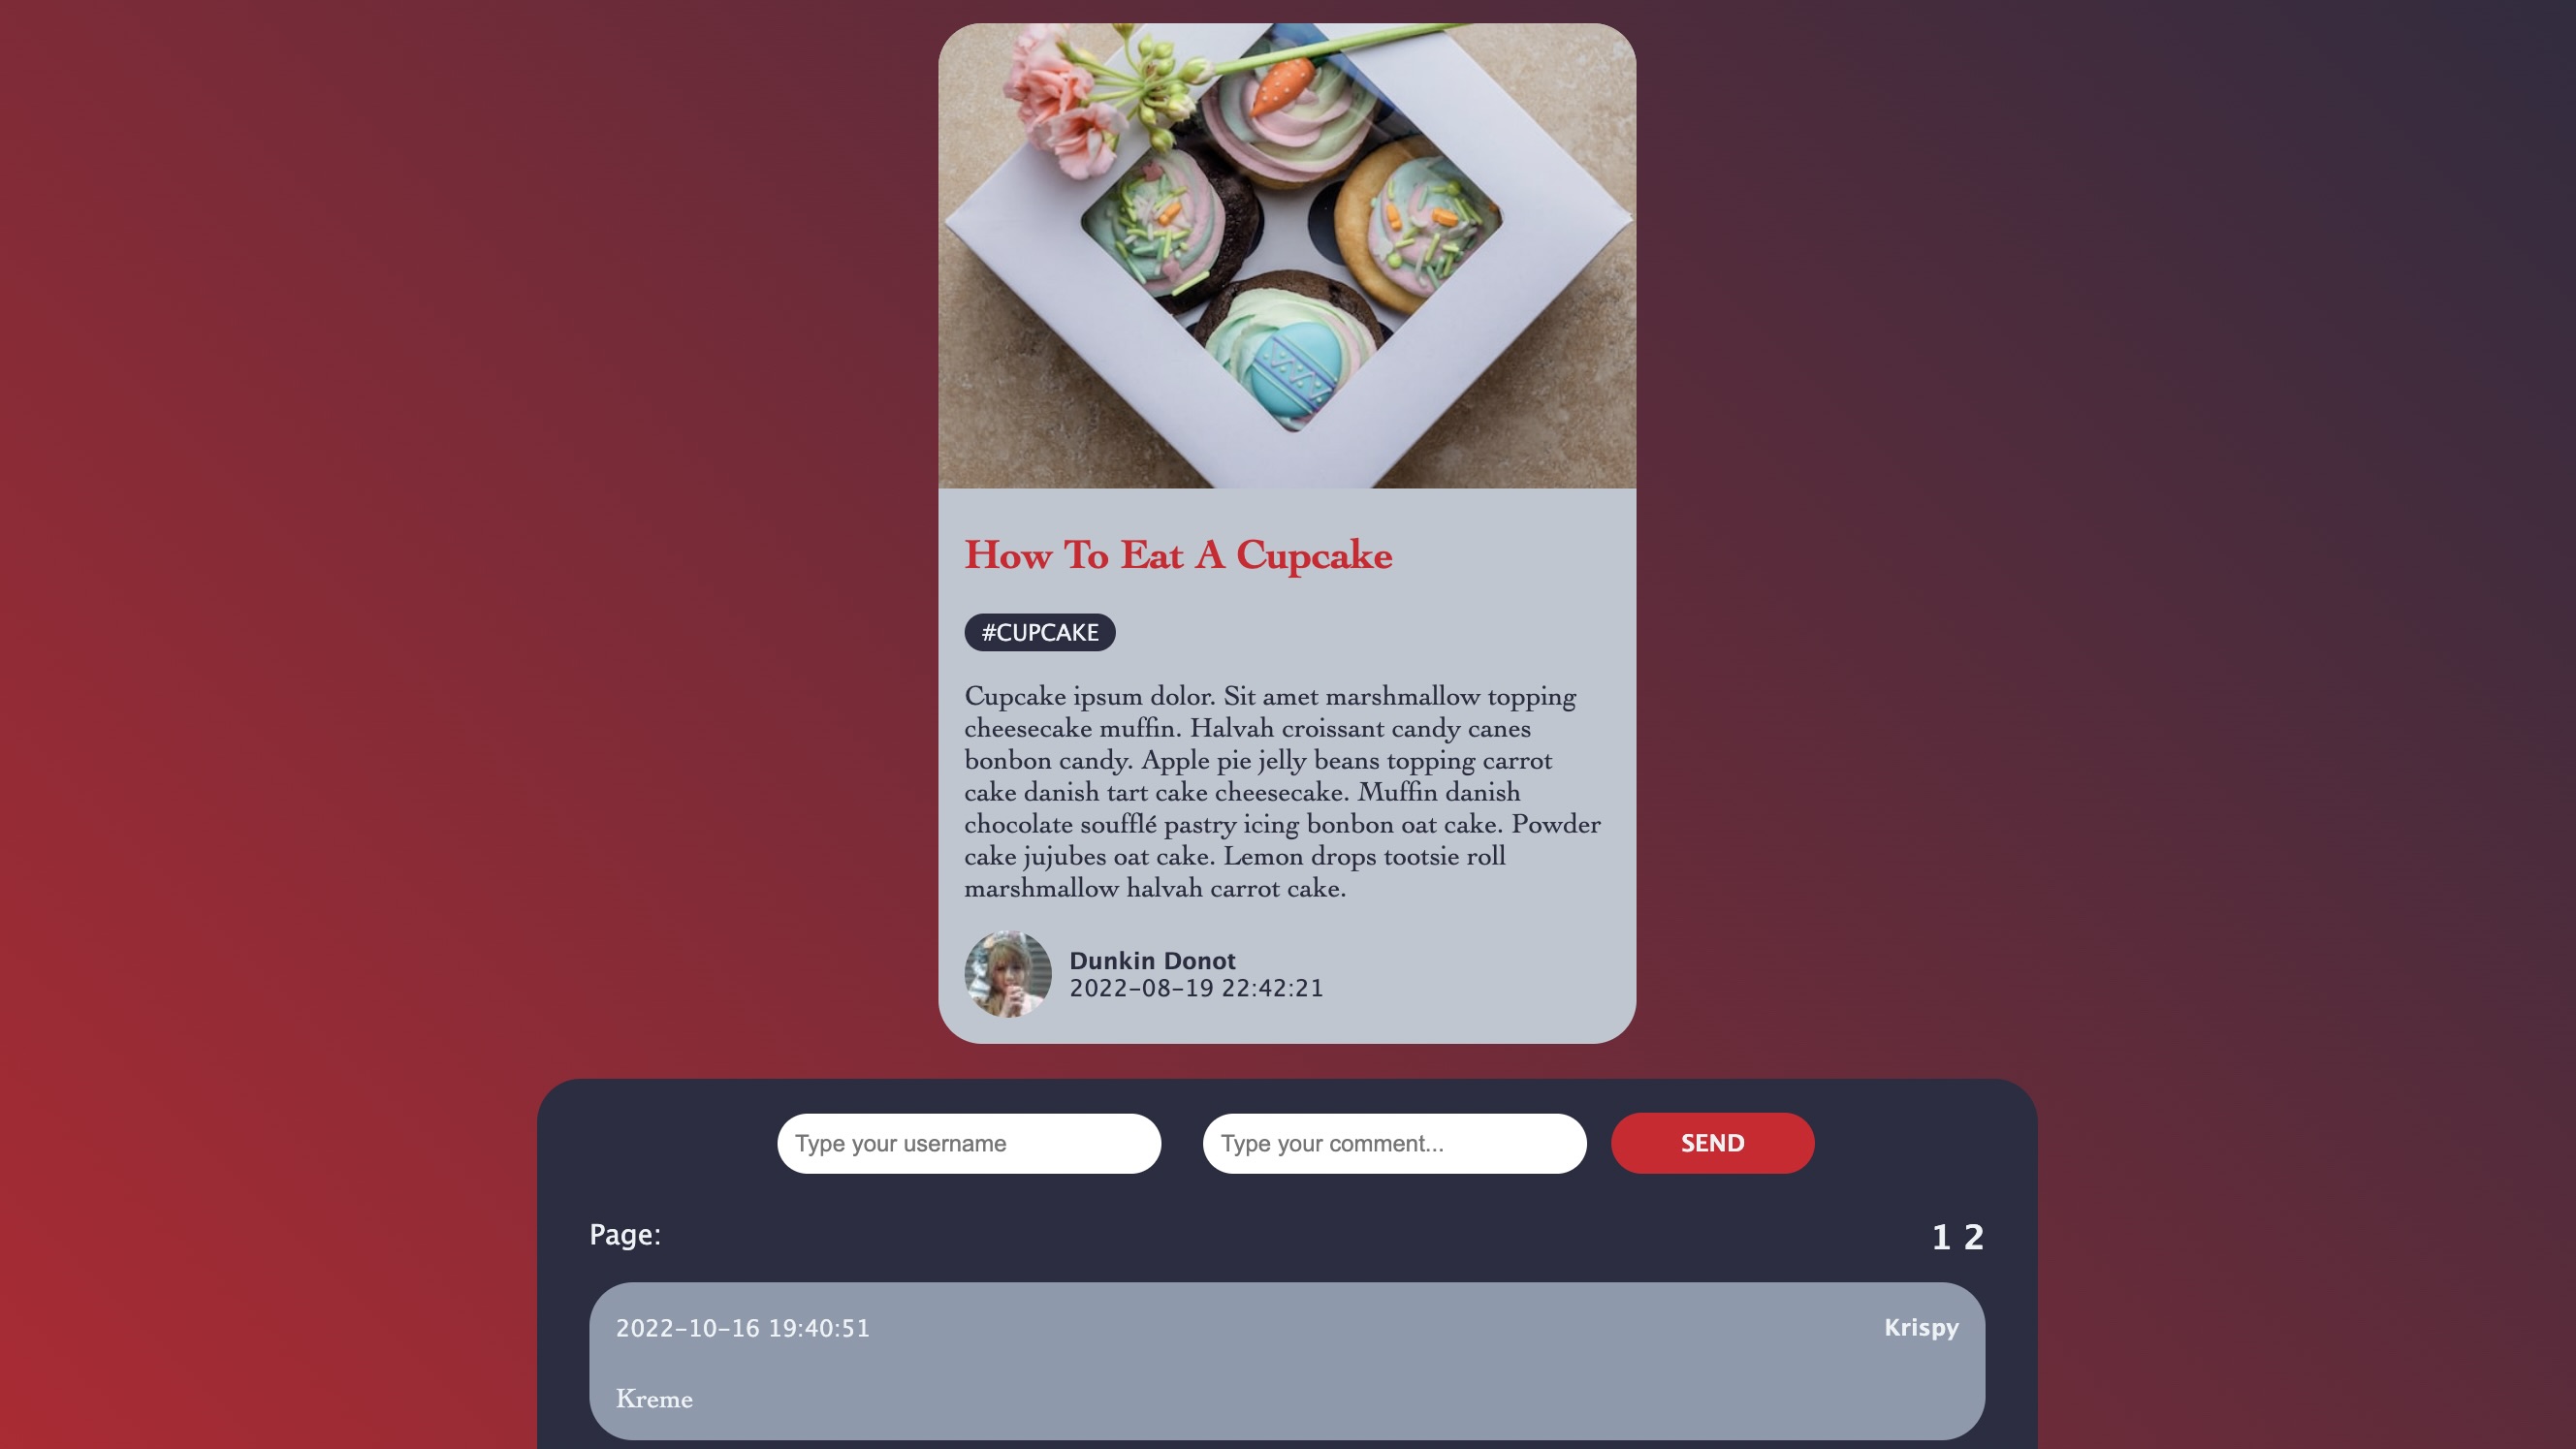 How To Eat A Cupcake
#CUPCAKE
Cupcake ipsum dolor. Sit amet marshmallow topping
cheesecake muffin. Halvah croissant candy canes
bonbon candy. Apple pie jelly beans topping carrot
cake danish tart cake cheesecake. Muffin danish
chocolate soufflé pastry icing bonbon oat cake. Powder
cake jujubes oat cake. Lemon drops tootsie roll
marshmallow halvah carrot cake.
Dunkin Donot
2022-08-19 22:42:21
Type your username Type your comment... SEND
Page: 1 2
2022-10-16 19:40:51 Krispy
Kreme